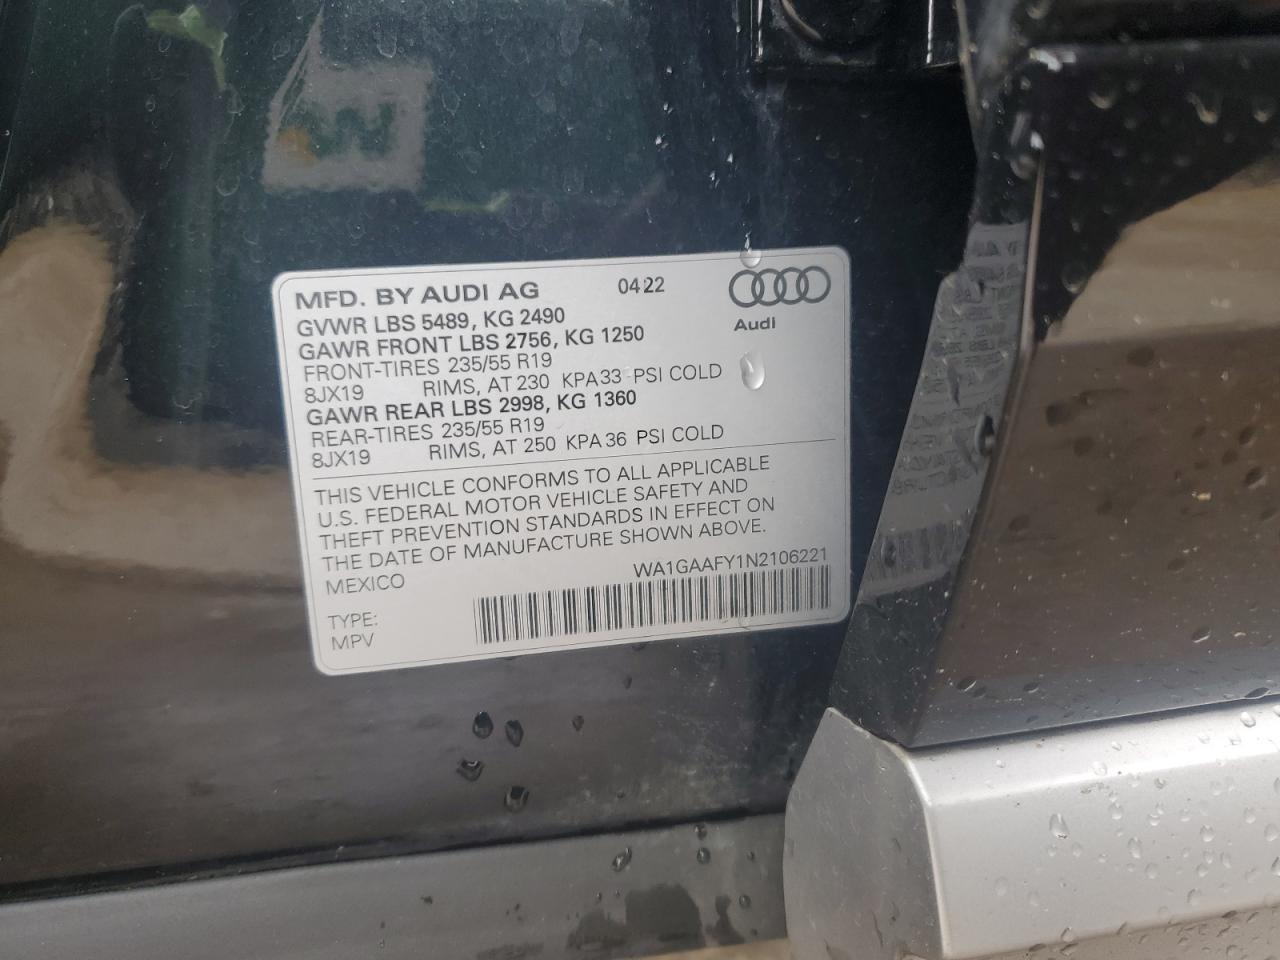 MFD. BY AUDI AG 0422
GVWR LBS 5489, KG 2490
Audi
GAWR FRONT LBS 2756, KG 1250
FRONT-TIRES 235/55 R19
8JX19 RIMS, AT 230 KPA 33 PSI COLD
GAWR REAR LBS 2998, KG 1360
REAR-TIRES 235/55 R19
8JX19 RIMS, AT 250 KPA 36 PSI COLD
THIS VEHICLE CONFORMS TO ALL APPLICABLE
U.S. FEDERAL MOTOR VEHICLE SAFETY AND
THEFT PREVENTION STANDARDS IN EFFECT ON
THE DATE OF MANUFACTURE SHOWN ABOVE.
MEXICO WA1GAAFY1N2106221
TYPE:
MPV